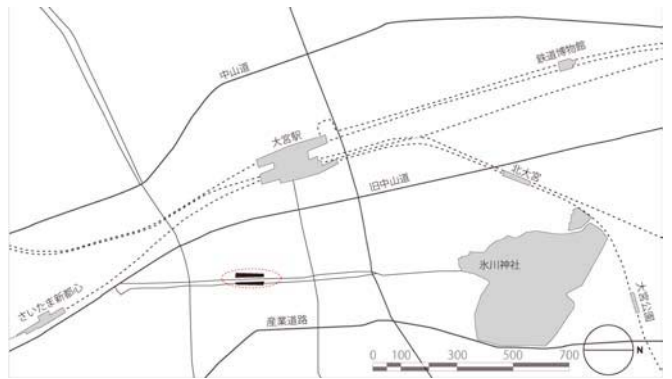 中山道
鉄道博物館
大宮駅
北大宮
旧中山道
氷川神社
さいたま新都心
大宮公園
産業道路
0 100 300 500 700
N